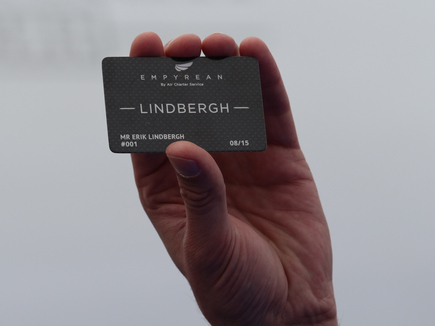 EMPYREAN
By Air Charter Service
LINDBERGH
MR ERIK LINDBERGH
#001 08/15